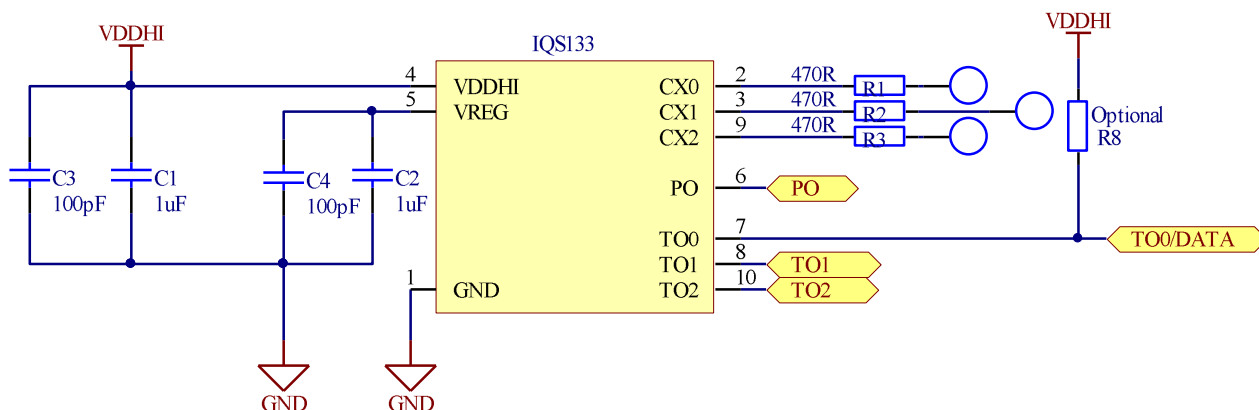 VDDHI
VDDHI
IQS133
4 VDDHI
5 VREG
1 GND
CX0 2 470R R1
CX1 3 470R R2
CX2 9 470R R3
PO 6 PO
TO0 7 TO0/DATA
TO1 8 TO1
TO2 10 TO2
Optional
R8
C3
100pF
C1
1uF
C4
100pF
C2
1uF
GND
GND